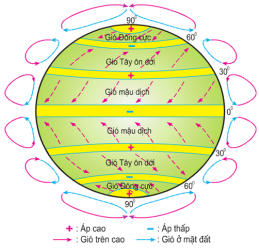 90°
+
Gió Đông cực
60°
−
Gió Tây ôn đới
30°
+
Gió mậu dịch
−
0°
Gió mậu dịch
+
30°
Gió Tây ôn đới
−
60°
Gió Đông cực
+
90°
+ : Áp cao
− : Áp thấp
: Gió trên cao
: Gió ở mặt đất